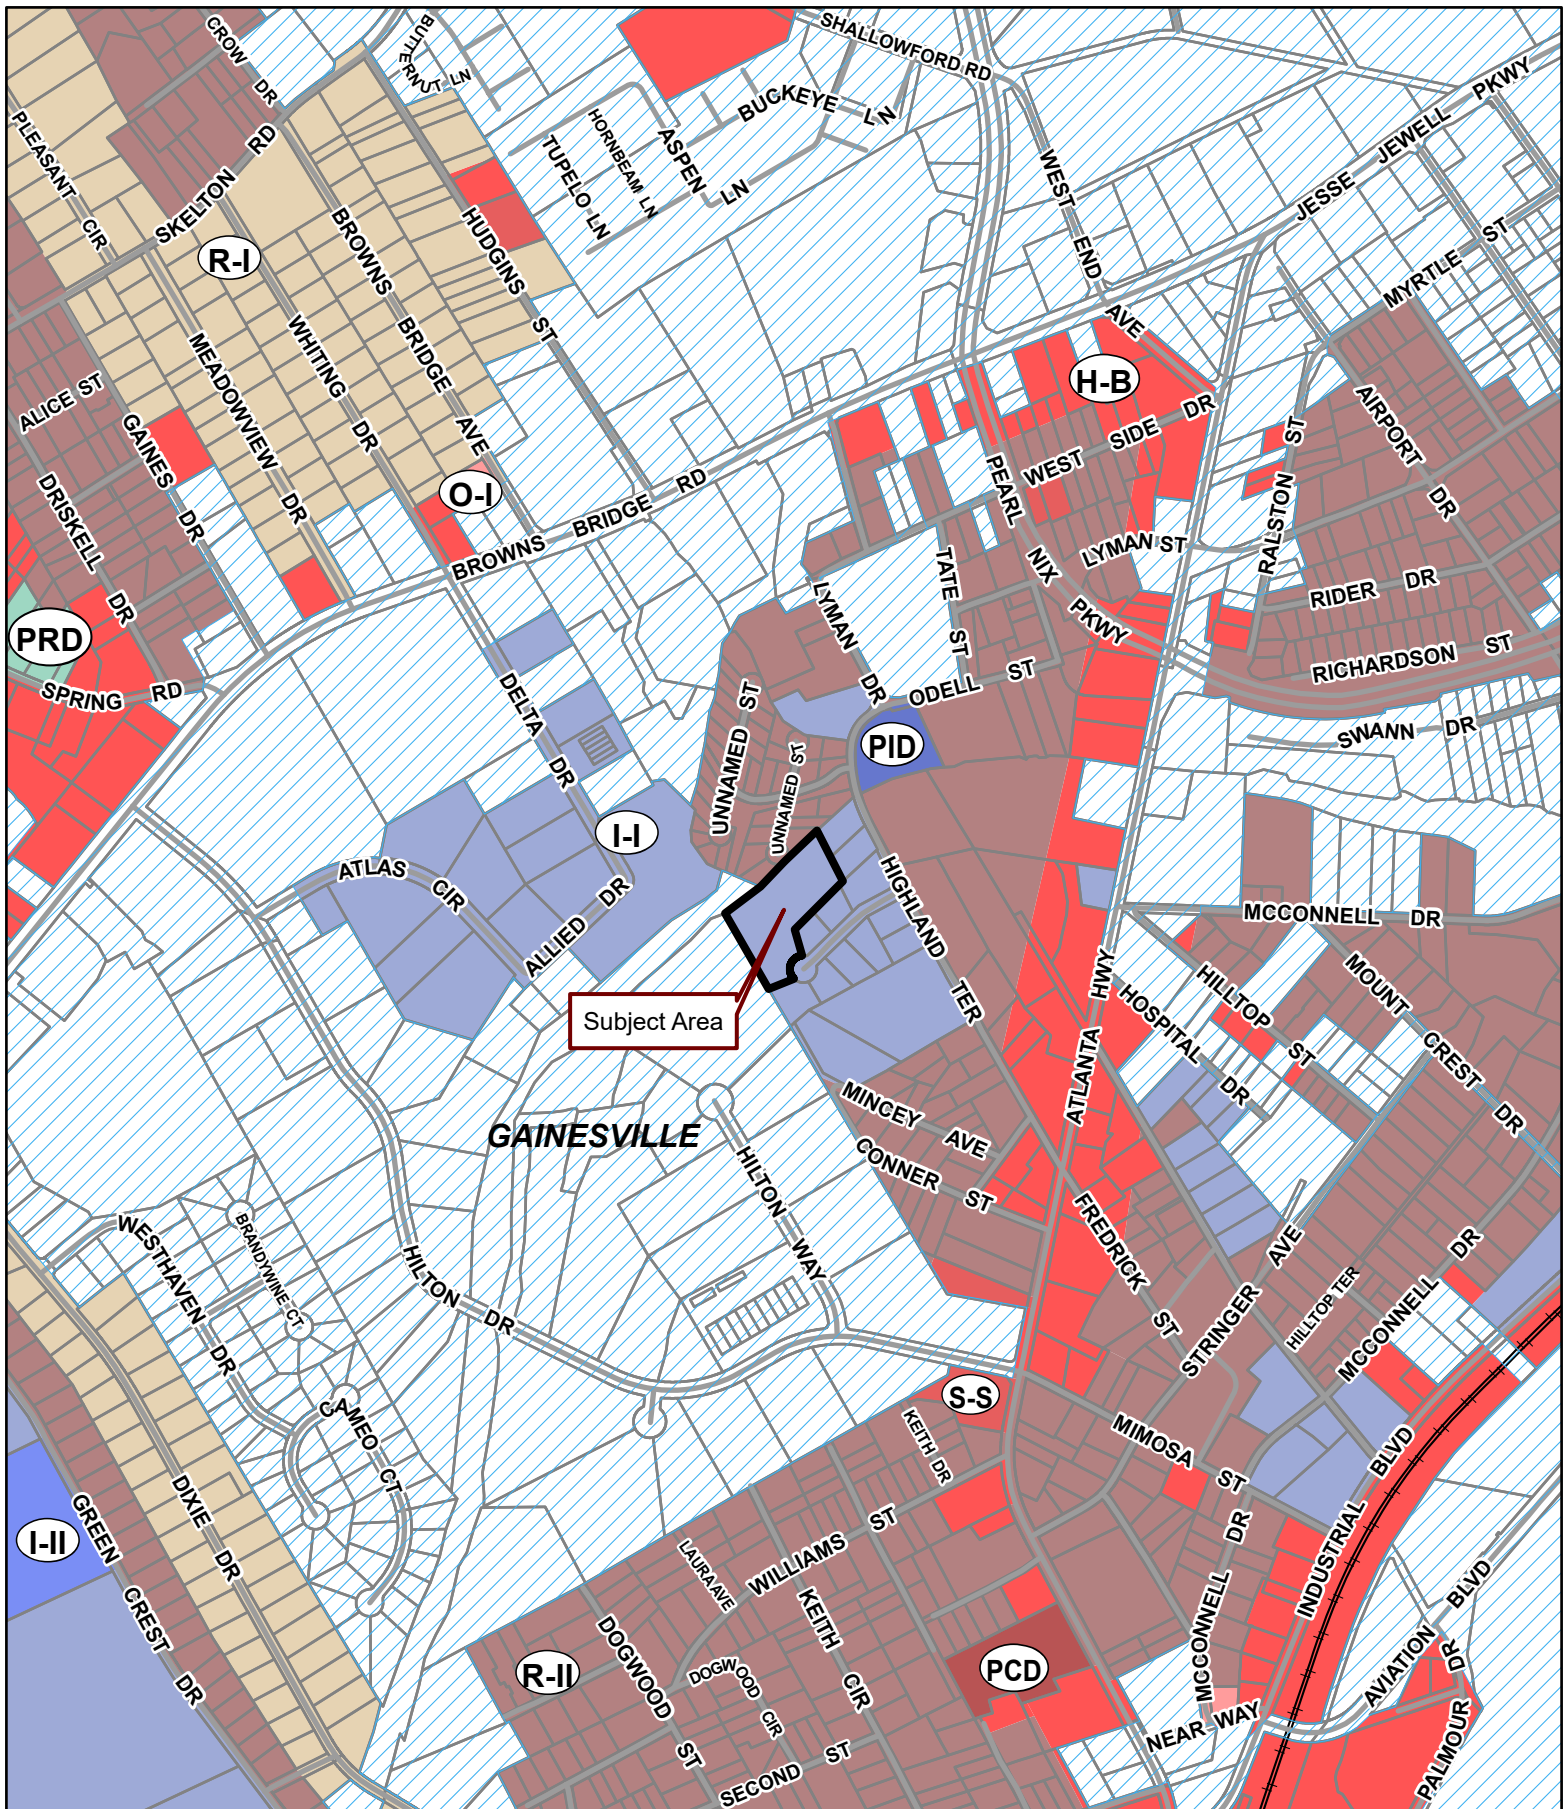 CROW DR
BUTTERNUT LN
SHALLOWFORD RD
PLEASANT CIR
SKELTON RD
R-I
BROWNS BRIDGE AVE
HUDGINS ST
TUPELO LN
HORNBEAM LN
ASPEN LN
BUCKEYE LN
WEST END AVE
JESSE JEWELL PKWY
MYRTLE ST
ALICE ST
GAINES DR
MEADOWVIEW DR
WHITING DR
O-I
H-B
WEST SIDE DR
AIRPORT DR
DRISKELL DR
BROWNS BRIDGE RD
PEARL NIX PKWY
LYMAN ST
RALSTON ST
RIDER DR
PRD
SPRING RD
LYMAN DR
TATE ST
ODELL ST
RICHARDSON ST
SWANN DR
DELTA DR
UNNAMED ST
UNNAMED ST
PID
I-I
ATLAS CIR
ALLIED DR
HIGHLAND TER
MCCONNELL DR
MOUNT CREST DR
HILLTOP ST
HOSPITAL DR
ATLANTA HWY
Subject Area
MINCEY AVE
CONNER ST
GAINESVILLE
HILTON WAY
HILTON DR
WESTHAVEN DR
BRANDYWINE CT
FREDRICK ST
STRINGER AVE
HILLTOP TER
MCCONNELL DR
CAMEO CT
S-S
KEITH DR
MIMOSA ST
DIXIE DR
GREEN CREST DR
I-II
WILLIAMS ST
LAURA AVE
KEITH CIR
DOGWOOD ST
DOGWOOD CIR
R-II
PCD
MCCONNELL DR
INDUSTRIAL BLVD
AVIATION BLVD
PALMOUR DR
NEAR WAY
SECOND ST